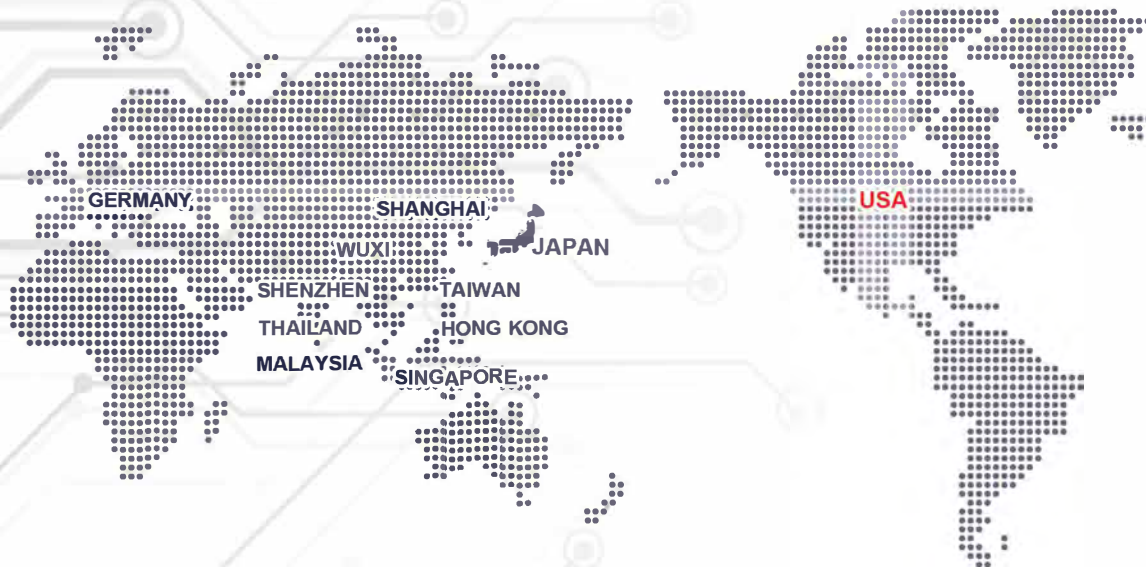 GERMANY
USA
SHANGHAI
WUXI
JAPAN
SHENZHEN
TAIWAN
THAILAND
HONG KONG
MALAYSIA
SINGAPORE